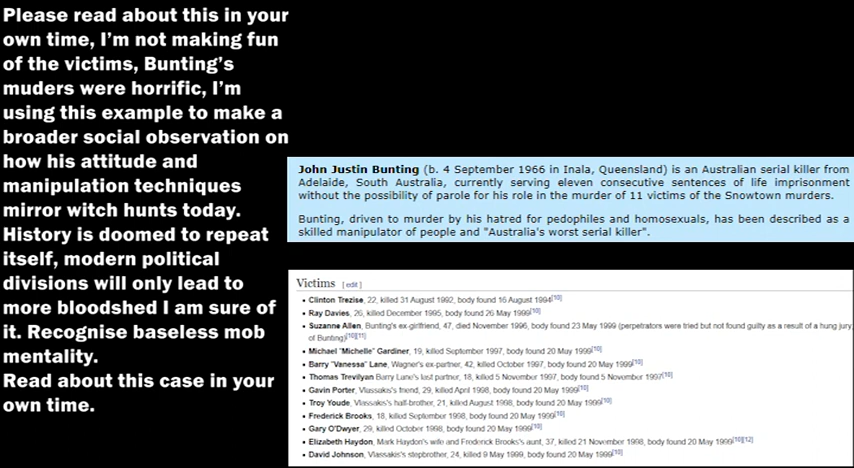 Please read about this in your
own time, I'm not making fun
of the victims, Bunting's
muders were horrific, I'm
using this example to make a
broader social observation on
how his attitude and
manipulation techniques
mirror witch hunts today.
History is doomed to repeat
itself, modern political
divisions will only lead to
more bloodshed I am sure of
it. Recognise baseless mob
mentality.
Read about this case in your
own time.
John Justin Bunting (b. 4 September 1966 in Inala, Queensland) is an Australian serial killer from
Adelaide, South Australia, currently serving eleven consecutive sentences of life imprisonment
without the possibility of parole for his role in the murder of 11 victims of the Snowtown murders.
Bunting, driven to murder by his hatred for pedophiles and homosexuals, has been described as
a skilled manipulator of people and "Australia's worst serial killer".
Victims [ edit ]
• Clinton Trezise, 22, killed 31 August 1992, body found 16 August 1994[10]
• Ray Davies, 26, killed December 1995, body found 26 May 1999[10]
• Suzanne Allen, Bunting's ex-girlfriend, 47, died November 1996, body found 23 May 1999 (perpetrators were tried but not found guilty as a result of a hung jury
of Bunting)[10][11]
• Michael "Michelle" Gardiner, 19, killed September 1997, body found 20 May 1999[10]
• Barry "Vanessa" Lane, Wagner's ex-partner, 42, killed October 1997, body found 20 May 1999[10]
• Thomas Trevilyan Barry Lane's last partner, 18, killed 5 November 1997, body found 5 November 1997[10]
• Gavin Porter, Vlassakis's friend, 29, killed April 1998, body found 20 May 1999[10]
• Troy Youde, Vlassakis's half-brother, 21, killed August 1998, body found 20 May 1999[10]
• Frederick Brooks, 18, killed September 1998, body found 20 May 1999[10]
• Gary O'Dwyer, 29, killed October 1998, body found 20 May 1999[10]
• Elizabeth Haydon, Mark Haydon's wife and Frederick Brooks's aunt, 37, killed 21 November 1998, body found 20 May 1999[10][12]
• David Johnson, Vlassakis's stepbrother, 24, killed 9 May 1999, body found 20 May 1999[10]